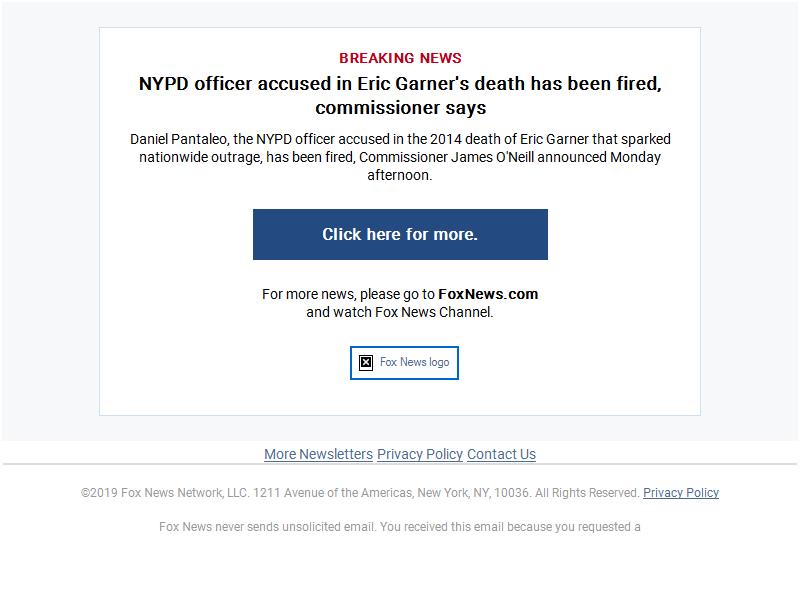 BREAKING NEWS
NYPD officer accused in Eric Garner's death has been fired,
commissioner says
Daniel Pantaleo, the NYPD officer accused in the 2014 death of Eric Garner that sparked
nationwide outrage, has been fired, Commissioner James O'Neill announced Monday
afternoon.
Click here for more.
For more news, please go to FoxNews.com
and watch Fox News Channel.
Fox News logo
More Newsletters Privacy Policy Contact Us
©2019 Fox News Network, LLC. 1211 Avenue of the Americas, New York, NY, 10036. All Rights Reserved. Privacy Policy
Fox News never sends unsolicited email. You received this email because you requested a